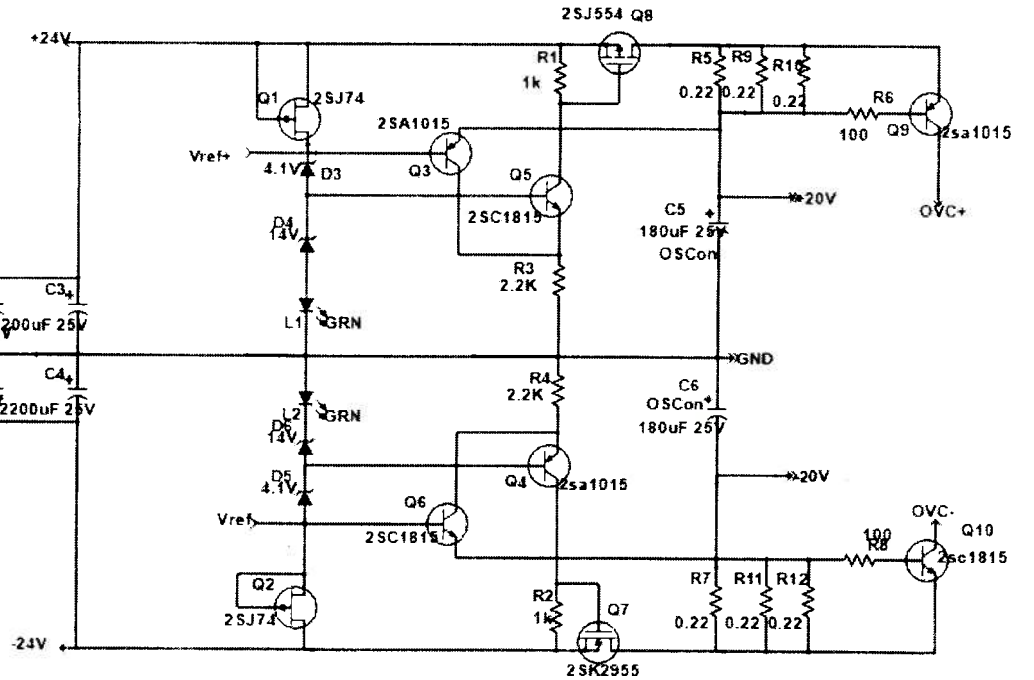 2SJ554 Q8
+24V
R1
1k
R5 R9 R10
0.22 0.22 0.22
R6
100
Q9
2sa1015
Q1
2SJ74
2SA1015
Vref+
Q3
4.1V D3
Q5
2SC1815
D4
14V
C5 +
180uF 25V
OSCon
+20V
OVC+
R3
2.2K
C3 +
200uF 25V
L1 GRN
GND
C4 +
2200uF 25V
R4
2.2K
C6
OSCon +
180uF 25V
L2 GRN
D6
14V
D5
4.1V
Q4
2sa1015
-20V
Vref-
Q6
2SC1815
OVC-
Q10
100
R8
2sc1815
Q2
2SJ74
R2
1k
Q7
2SK2955
R7 R11 R12
0.22 0.22 0.22
-24V